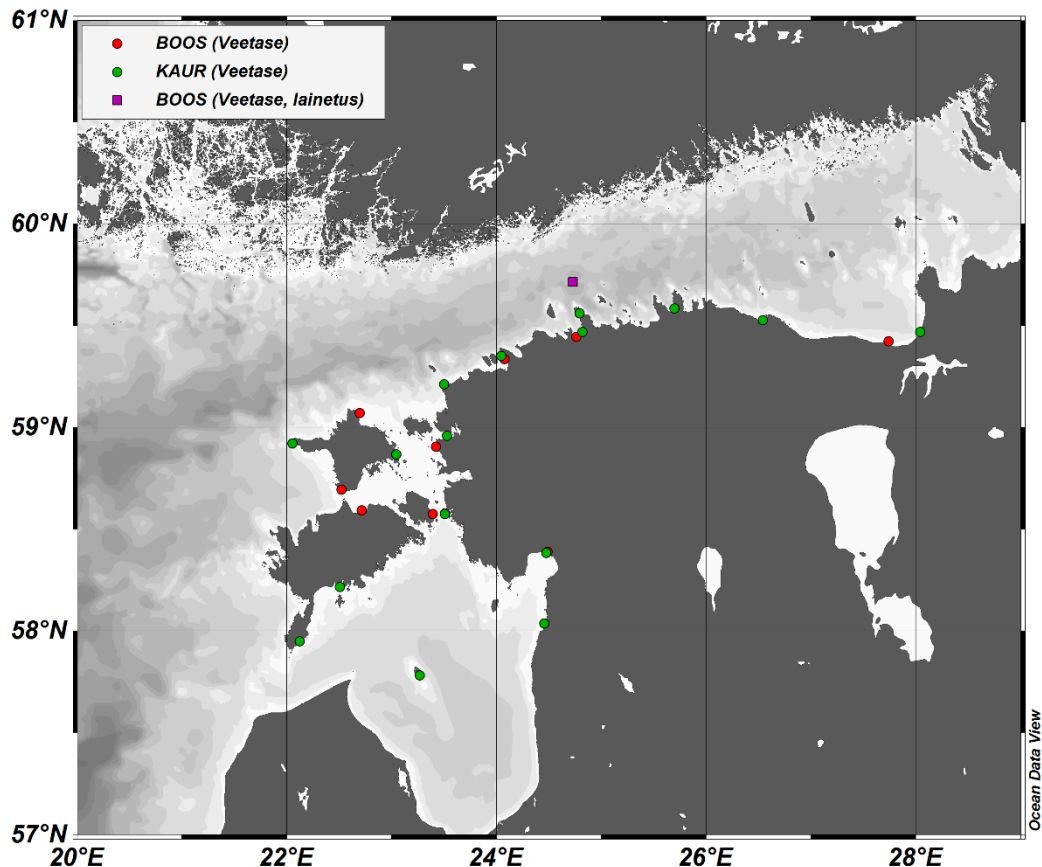 61°N
BOOS (Veetase)
KAUR (Veetase)
BOOS (Veetase, lainetus)
60°N
59°N
58°N
57°N
20°E 22°E 24°E 26°E 28°E
Ocean Data View